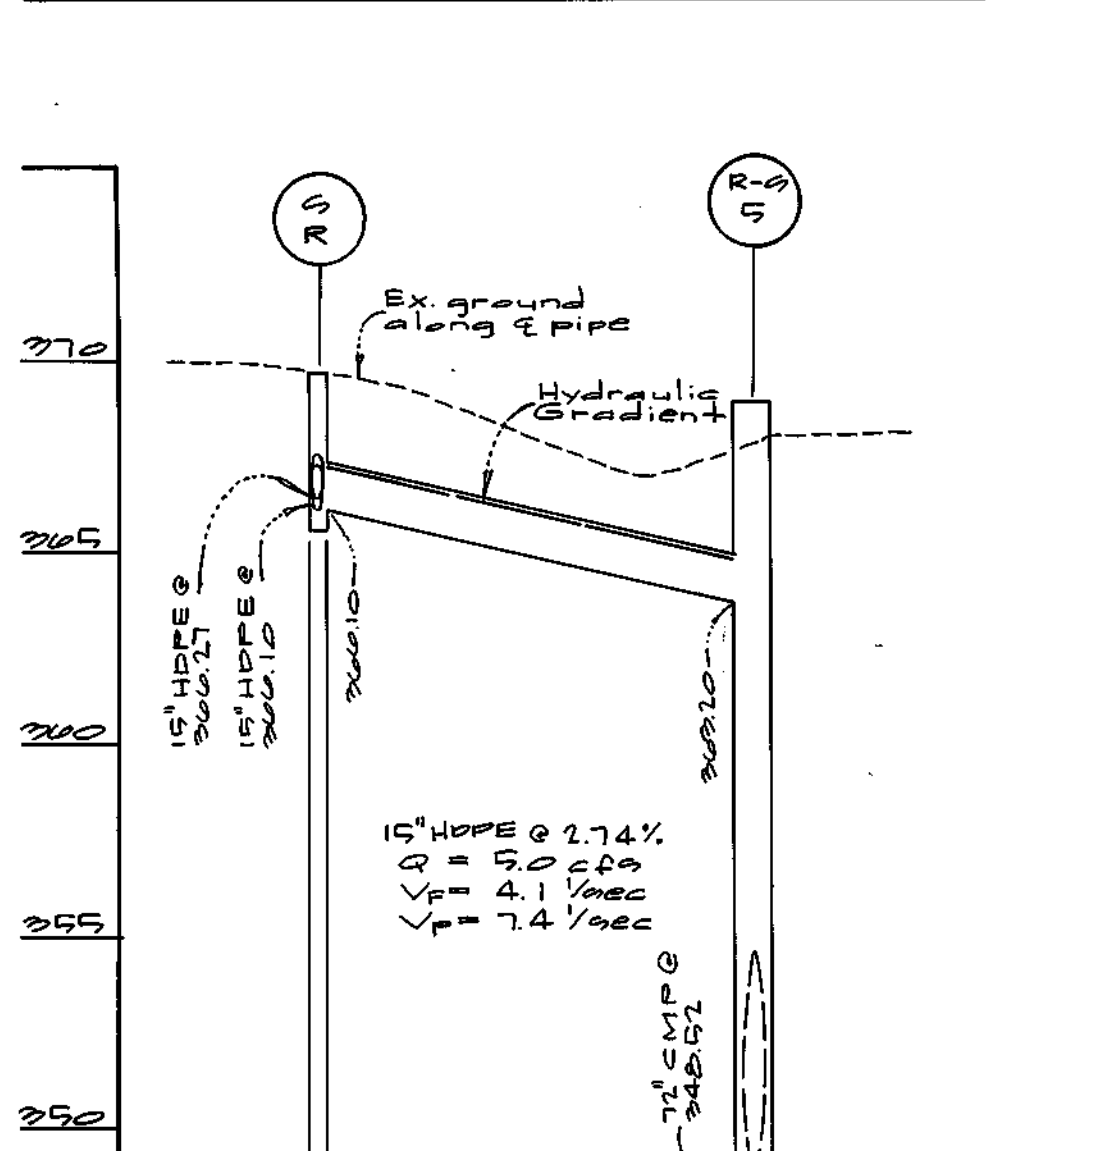 S
R
R-S
5
Ex. ground
along ℄ pipe
370
Hydraulic
Gradient
365
15" HDPE @
366.27
15" HDPE @
366.10
366.10
363.20
360
15" HDPE @ 2.74%
Q = 5.0 cfs
VF = 4.1 '/sec
VP = 7.4 '/sec
355
72" CMP @
348.52
350